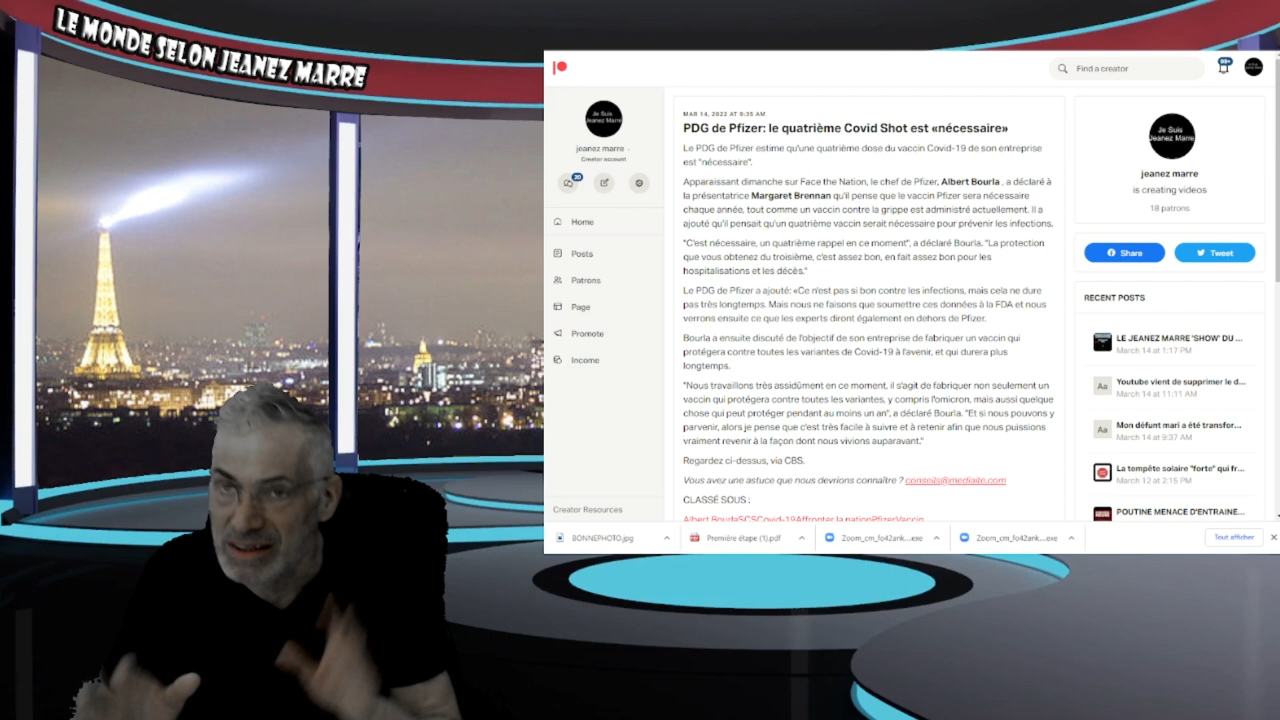 LE MONDE SELON JEANEZ MARRE
Find a creator
99+
Je Suis
Jeanez Marre
jeanez marre
Creator account
20
Home
Posts
Patrons
Page
Promote
Income
Creator Resources
MAR 14, 2022 AT 9:35 AM
PDG de Pfizer: le quatrième Covid Shot est «nécessaire»
Le PDG de Pfizer estime qu'une quatrième dose du vaccin Covid-19 de son entreprise
est "nécessaire".
Apparaissant dimanche sur Face the Nation, le chef de Pfizer, Albert Bourla , a déclaré à
la présentatrice Margaret Brennan qu'il pense que le vaccin Pfizer sera nécessaire
chaque année, tout comme un vaccin contre la grippe est administré actuellement. Il a
ajouté qu'il pensait qu'un quatrième vaccin serait nécessaire pour prévenir les infections.
"C'est nécessaire, un quatrième rappel en ce moment", a déclaré Bourla. "La protection
que vous obtenez du troisième, c'est assez bon, en fait assez bon pour les
hospitalisations et les décès."
Le PDG de Pfizer a ajouté: «Ce n'est pas si bon contre les infections, mais cela ne dure
pas très longtemps. Mais nous ne faisons que soumettre ces données à la FDA et nous
verrons ensuite ce que les experts diront également en dehors de Pfizer.
Bourla a ensuite discuté de l'objectif de son entreprise de fabriquer un vaccin qui
protégera contre toutes les variantes de Covid-19 à l'avenir, et qui durera plus
longtemps.
"Nous travaillons très assidûment en ce moment, il s'agit de fabriquer non seulement un
vaccin qui protégera contre toutes les variantes, y compris l'omicron, mais aussi quelque
chose qui peut protéger pendant au moins un an", a déclaré Bourla. "Et si nous pouvons y
parvenir, alors je pense que c'est très facile à suivre et à retenir afin que nous puissions
vraiment revenir à la façon dont nous vivions auparavant."
Regardez ci-dessus, via CBS.
Vous avez une astuce que nous devrions connaître ? conseils@mediaite.com
CLASSÉ SOUS :
Albert BourlaSCSCovid-19Affronter la nationPfizerVaccin
Je Suis
Jeanez Marre
jeanez marre
is creating videos
18 patrons
Share
Tweet
RECENT POSTS
LE JEANEZ MARRE 'SHOW' DU ...
March 14 at 1:17 PM
Aa
Youtube vient de supprimer le d...
March 14 at 11:11 AM
Aa
Mon défunt mari a été transfor...
March 14 at 9:37 AM
La tempête solaire "forte" qui fr...
March 12 at 2:15 PM
POUTINE MENACE D'ENTRAINE...
BONNEPHOTO.jpg
Première étape (1).pdf
Zoom_cm_fo42ank....exe
Zoom_cm_fo42ank....exe
Tout afficher